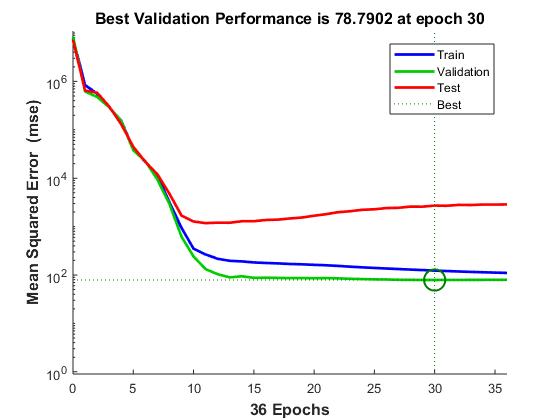 Best Validation Performance is 78.7902 at epoch 30
Mean Squared Error (mse)
10^6
10^4
10^2
10^0
Train
Validation
Test
Best
0 5 10 15 20 25 30 35
36 Epochs